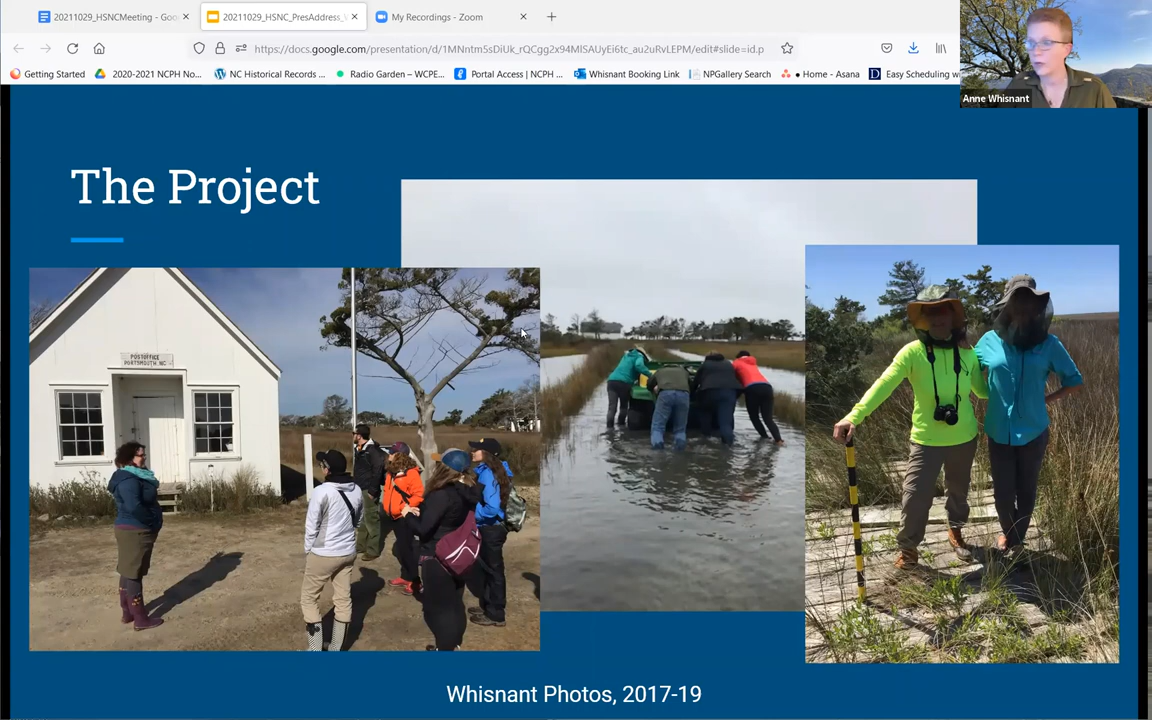 20211029_HSNCMeeting - Goo
20211029_HSNC_PresAddress_
My Recordings - Zoom
https://docs.google.com/presentation/d/1MNntm5sDiUk_rQCgg2x94MlSAUyEi6tc_au2uRvLEPM/edit#slide=id.p
Getting Started
2020-2021 NCPH No...
NC Historical Records ...
Radio Garden – WCPE...
Portal Access | NCPH ...
Whisnant Booking Link
NPGallery Search
● Home - Asana
Easy Scheduling w
Anne Whisnant
The Project
POST OFFICE
PORTSMOUTH, NC
Whisnant Photos, 2017-19